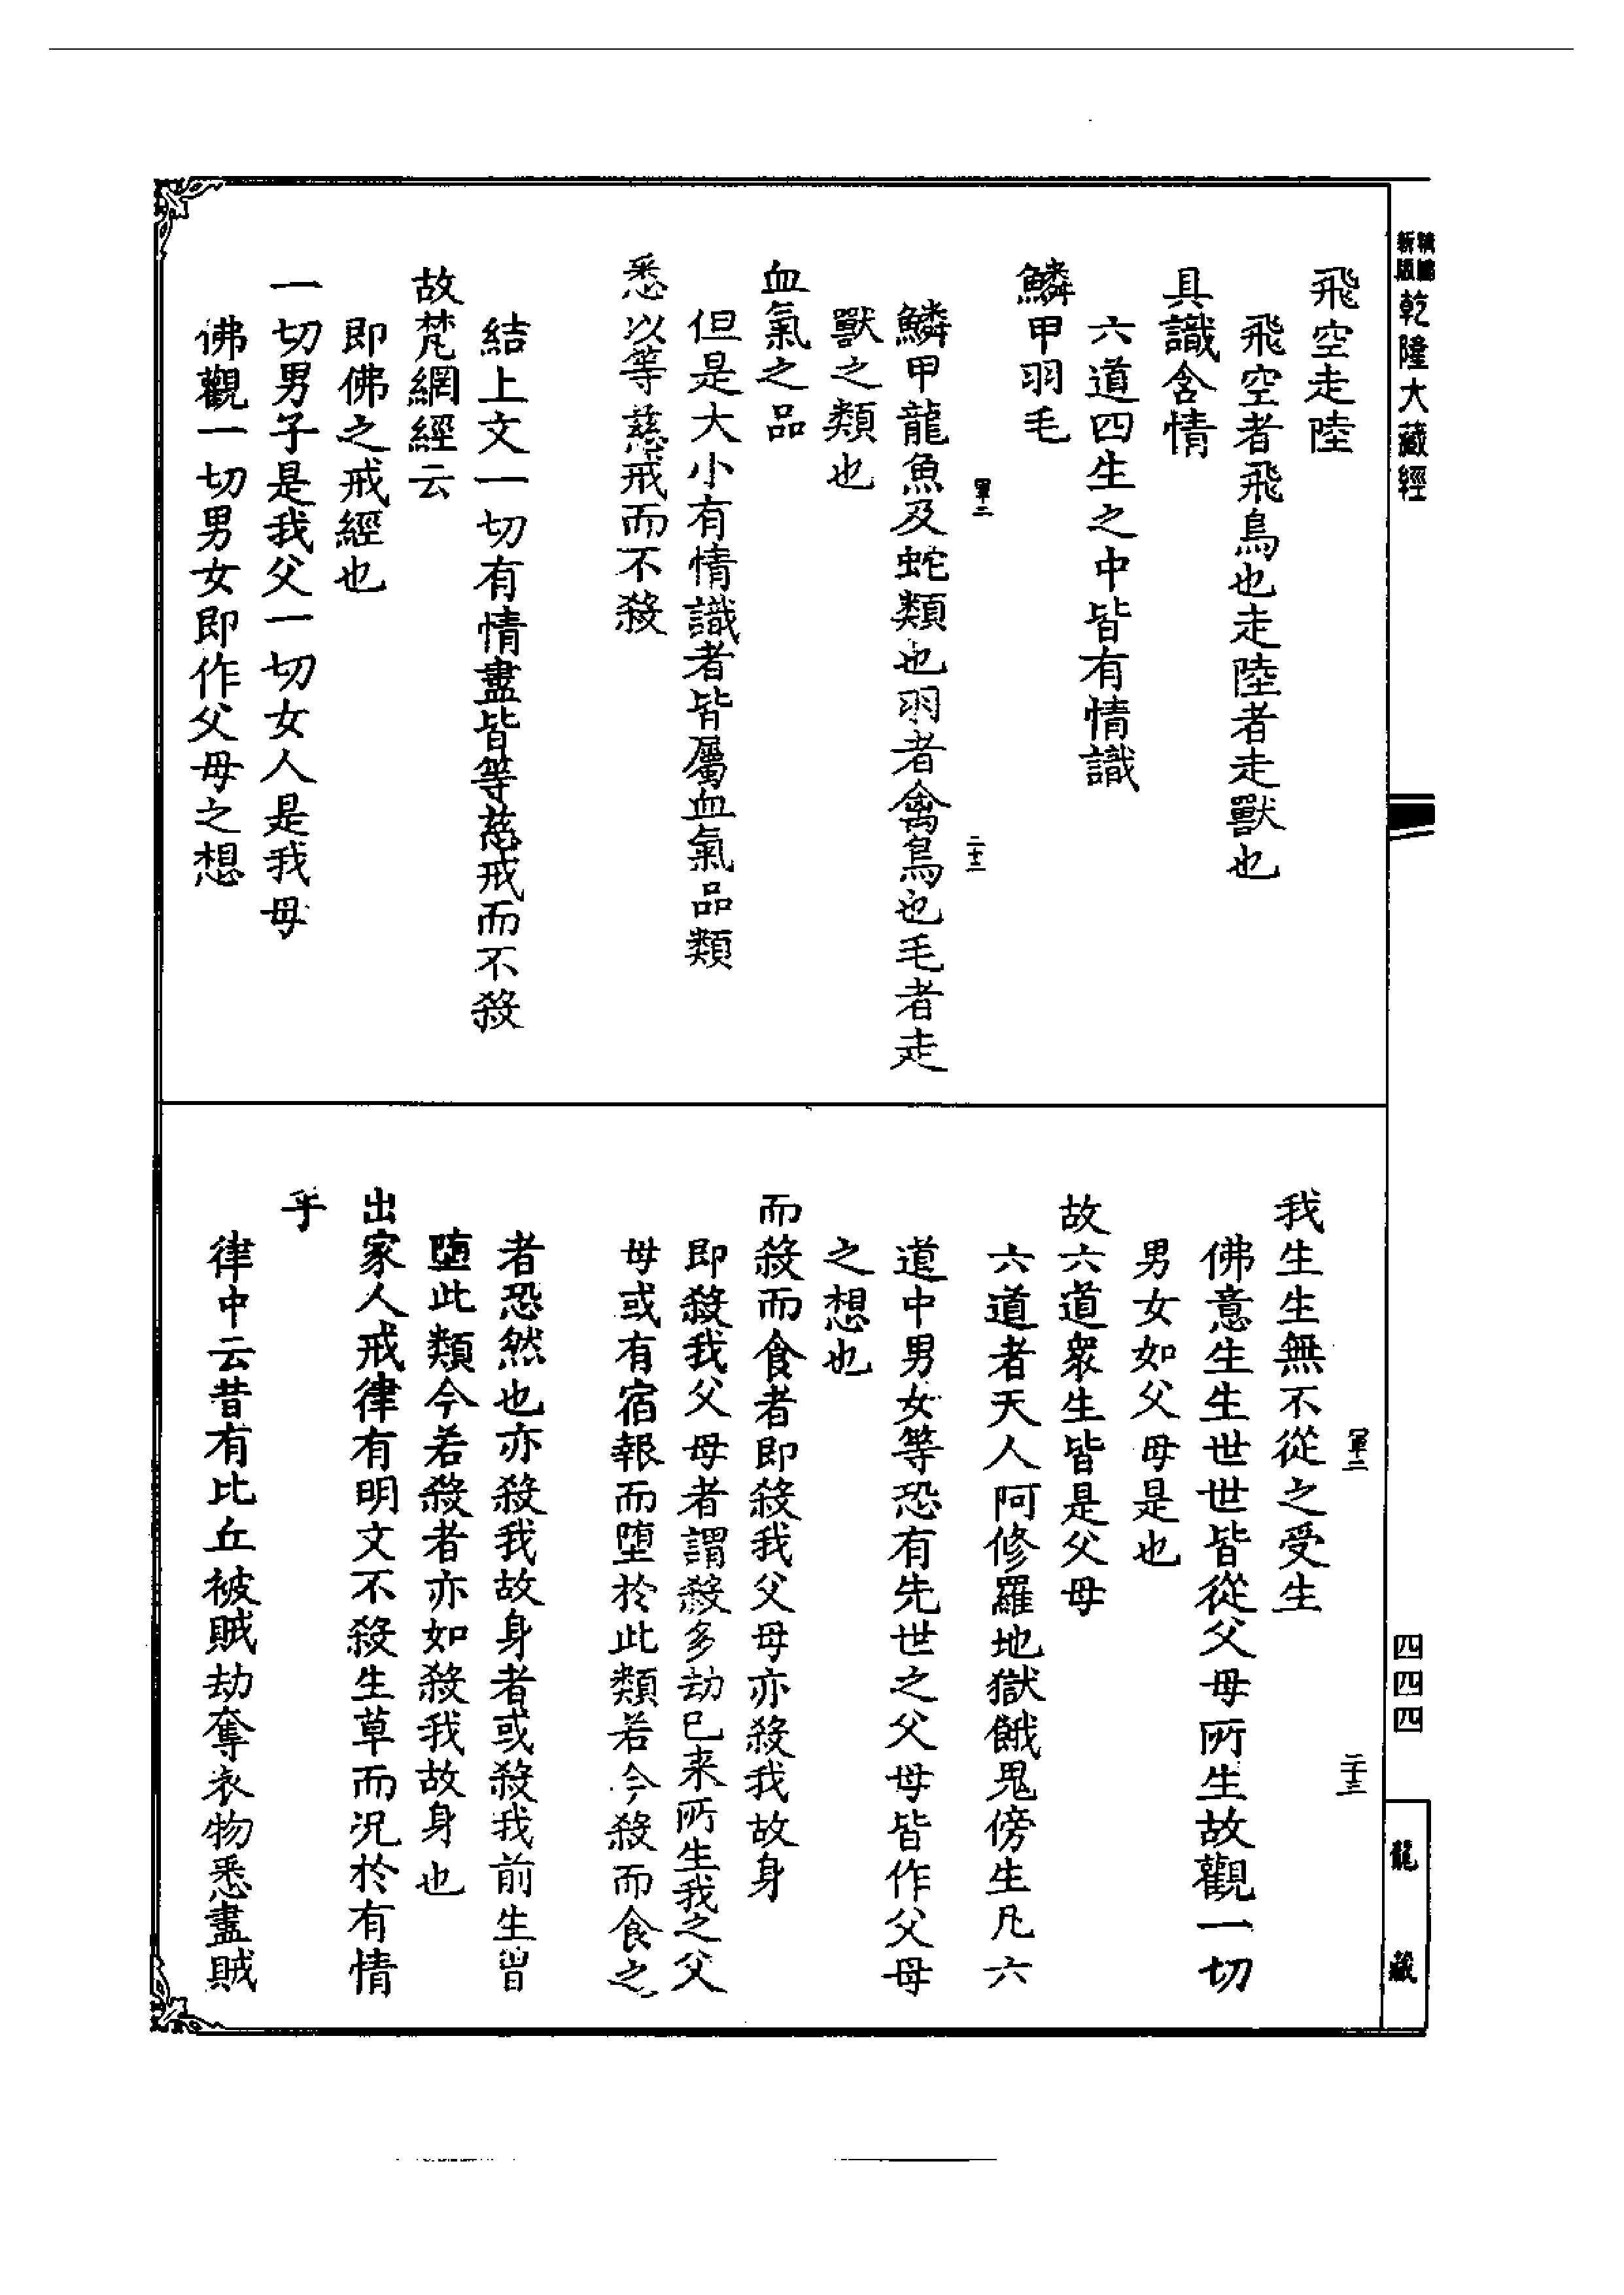 精編新版乾隆大藏經
飛空走陸
飛空者飛鳥也走陸者走獸也
具識含情
六道四生之中皆有情識
鱗甲羽毛
軍二
二十三
鱗甲龍魚及蛇類也羽者禽鳥也毛者走
獸之類也
血氣之品
但是大小有情識者皆屬血氣品類
悉以等慈戒而不殺
結上文一切有情盡皆等慈戒而不殺
故梵網經云
即佛之戒經也
一切男子是我父一切女人是我母
佛觀一切男女即作父母之想
四四四
龍藏
軍二
二十三
我生生無不從之受生
佛意生生世世皆從父母所生故觀一切
男女如父母是也
故六道衆生皆是父母
六道者天人阿修羅地獄餓鬼傍生凡六
道中男女等恐有先世之父母皆作父母
之想也
而殺而食者即殺我父母亦殺我故身
即殺我父母者謂殺多劫已来所生我之父
母或有宿報而墮於此類若今殺而食之
者恐然也亦殺我故身者或殺我前生曾
墮此類今若殺者亦如殺我故身也
出家人戒律有明文不殺生草而況於有情
乎
律中云昔有比丘被賊劫奪衣物悉盡賊